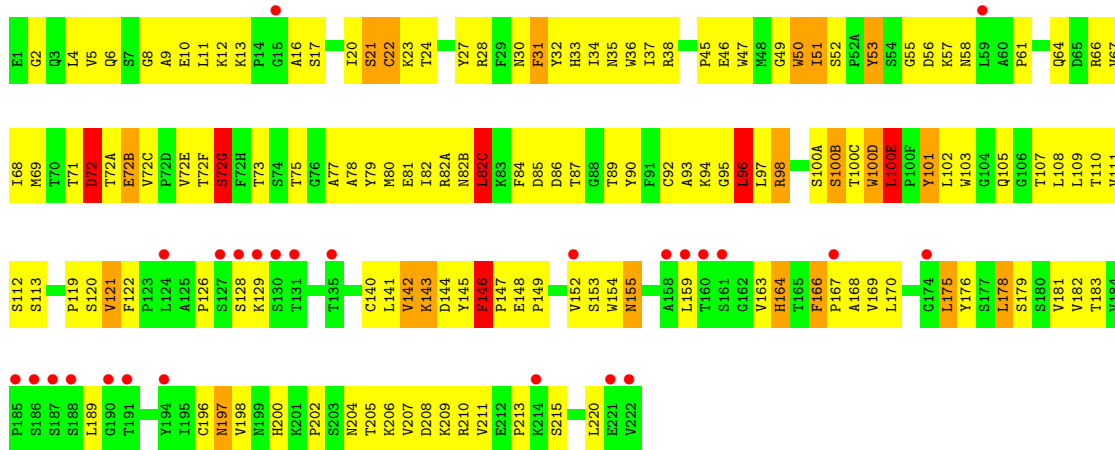 E1 G2 Q3 L4 V5 Q6 S7 G8 A9 E10 L11 K12 K13 P14 G15 A16 S17 I20 S21 C22 K23 T24 Y27 R28 F29 N30 F31 Y32 H33 I34 N35 W36 I37 R38 P45 E46 W47 M48 G49 W50 I51 S52 P52A Y53 S54 G55 D56 K57 N58 L59 A60 P61 Q64 D65 R66 V67
I68 M69 T70 T71 D72 T72A E72B V72C P72D V72E T72F S72G F72H T73 S74 T75 G76 A77 A78 Y79 M80 E81 I82 R82A N82B L82C K83 F84 D85 D86 T87 G88 T89 Y90 F91 C92 A93 K94 G95 L96 L97 R98 S100A S100B T100C W100D L100E P100F Y101 L102 W103 G104 Q105 G106 T107 L108 L109 T110 V111
S112 S113 P119 S120 V121 F122 P123 L124 A125 P126 S127 S128 K129 S130 T131 T135 C140 L141 V142 K143 D144 Y145 F146 P147 E148 P149 V152 S153 W154 N155 A158 L159 T160 S161 G162 V163 H164 T165 F166 P167 A168 V169 L170 G174 L175 Y176 S177 L178 S179 S180 V181 V182 T183 V184
P185 S186 S187 S188 L189 G190 T191 Y194 I195 C196 N197 V198 N199 H200 K201 P202 S203 N204 T205 K206 V207 D208 K209 R210 V211 E212 P213 K214 S215 L220 E221 V222